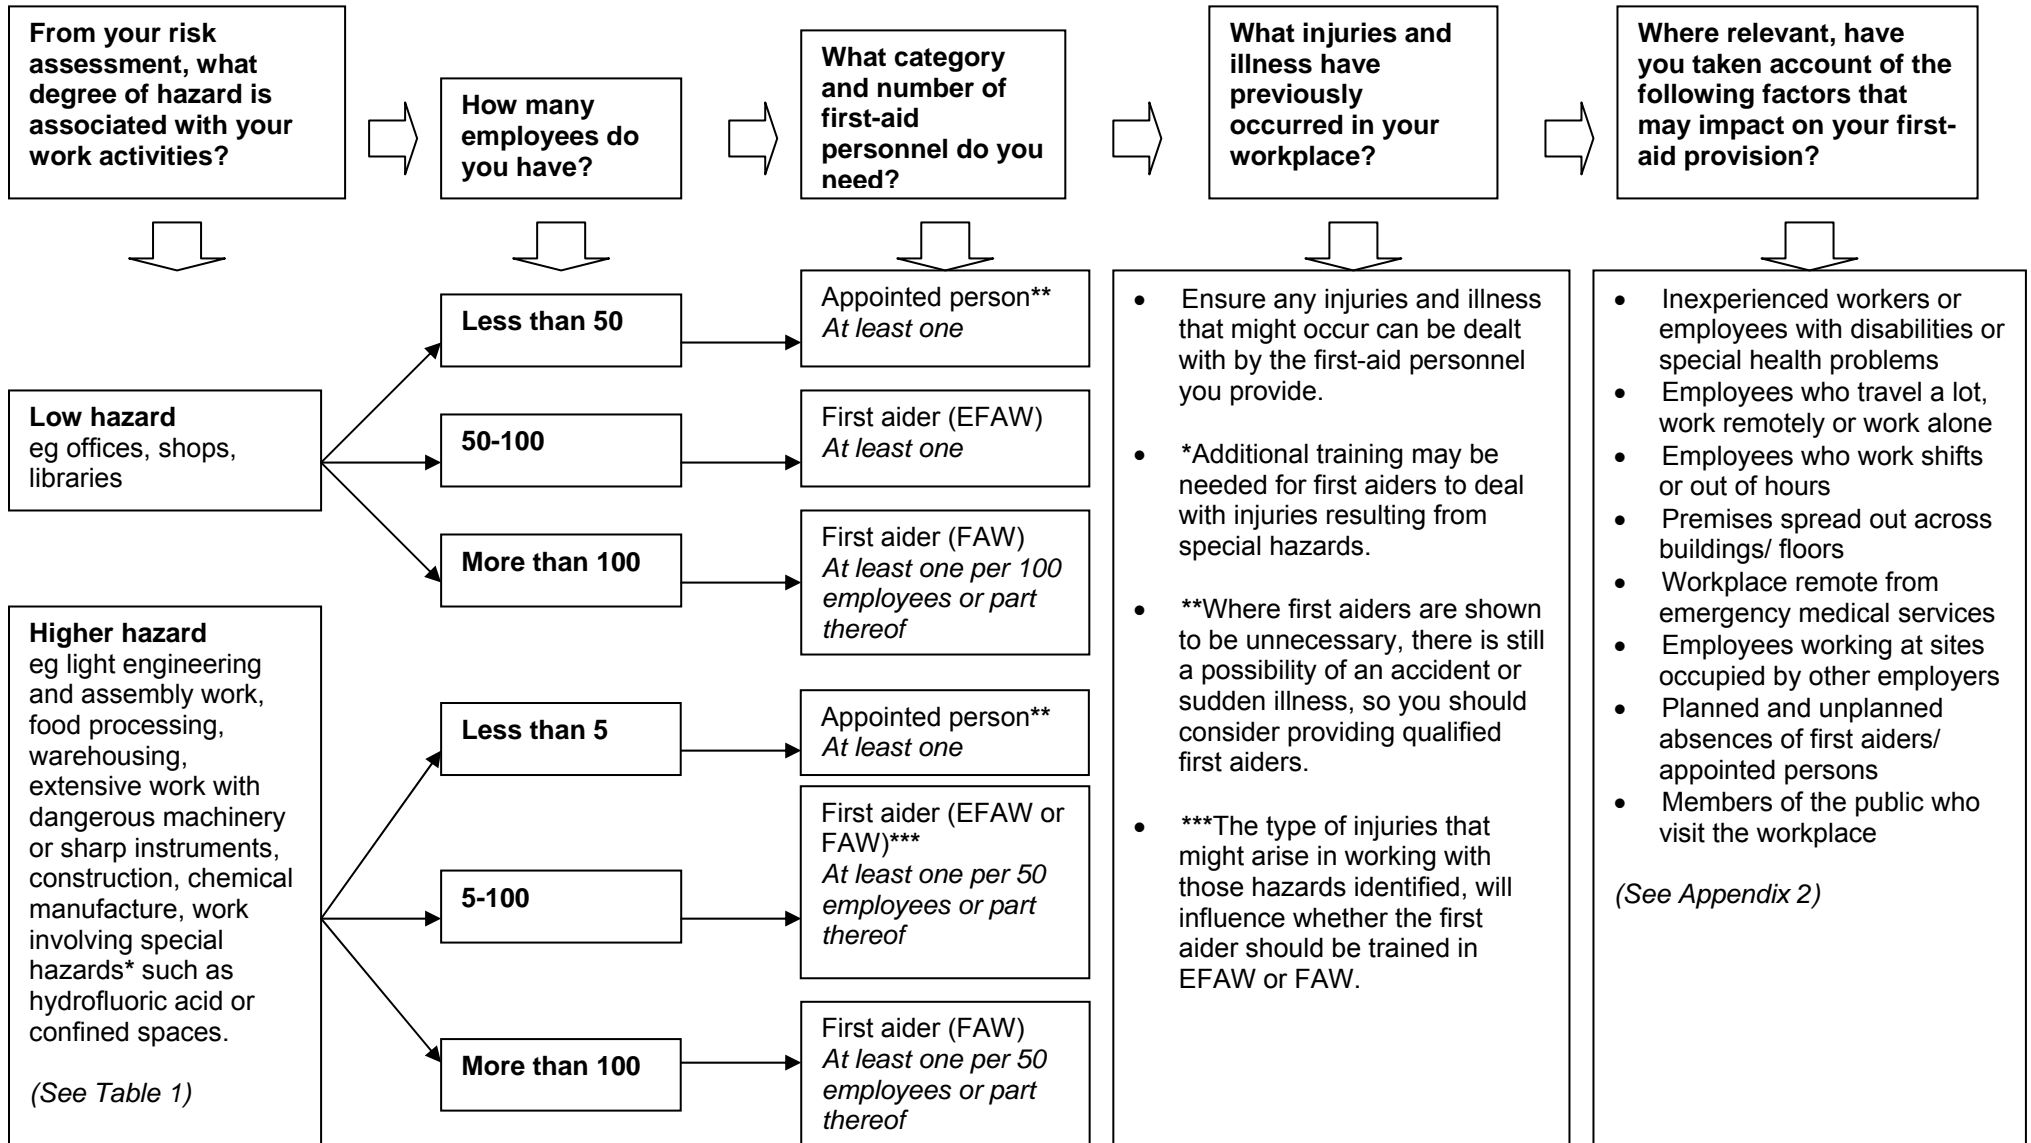 From your risk
assessment, what
degree of hazard is
associated with your
work activities?
How many
employees do
you have?
What category
and number of
first-aid
personnel do you
need?
What injuries and
illness have
previously
occurred in your
workplace?
Where relevant, have
you taken account of the
following factors that
may impact on your first-
aid provision?
Low hazard
eg offices, shops,
libraries
Less than 50
Appointed person**
At least one
50-100
First aider (EFAW)
At least one
More than 100
First aider (FAW)
At least one per 100
employees or part
thereof
Higher hazard
eg light engineering
and assembly work,
food processing,
warehousing,
extensive work with
dangerous machinery
or sharp instruments,
construction, chemical
manufacture, work
involving special
hazards* such as
hydrofluoric acid or
confined spaces.
(See Table 1)
Less than 5
Appointed person**
At least one
5-100
First aider (EFAW or
FAW)***
At least one per 50
employees or part
thereof
More than 100
First aider (FAW)
At least one per 50
employees or part
thereof
• Ensure any injuries and illness
that might occur can be dealt
with by the first-aid personnel
you provide.
• *Additional training may be
needed for first aiders to deal
with injuries resulting from
special hazards.
• **Where first aiders are shown
to be unnecessary, there is still
a possibility of an accident or
sudden illness, so you should
consider providing qualified
first aiders.
• ***The type of injuries that
might arise in working with
those hazards identified, will
influence whether the first
aider should be trained in
EFAW or FAW.
• Inexperienced workers or
employees with disabilities or
special health problems
• Employees who travel a lot,
work remotely or work alone
• Employees who work shifts
or out of hours
• Premises spread out across
buildings/ floors
• Workplace remote from
emergency medical services
• Employees working at sites
occupied by other employers
• Planned and unplanned
absences of first aiders/
appointed persons
• Members of the public who
visit the workplace
(See Appendix 2)